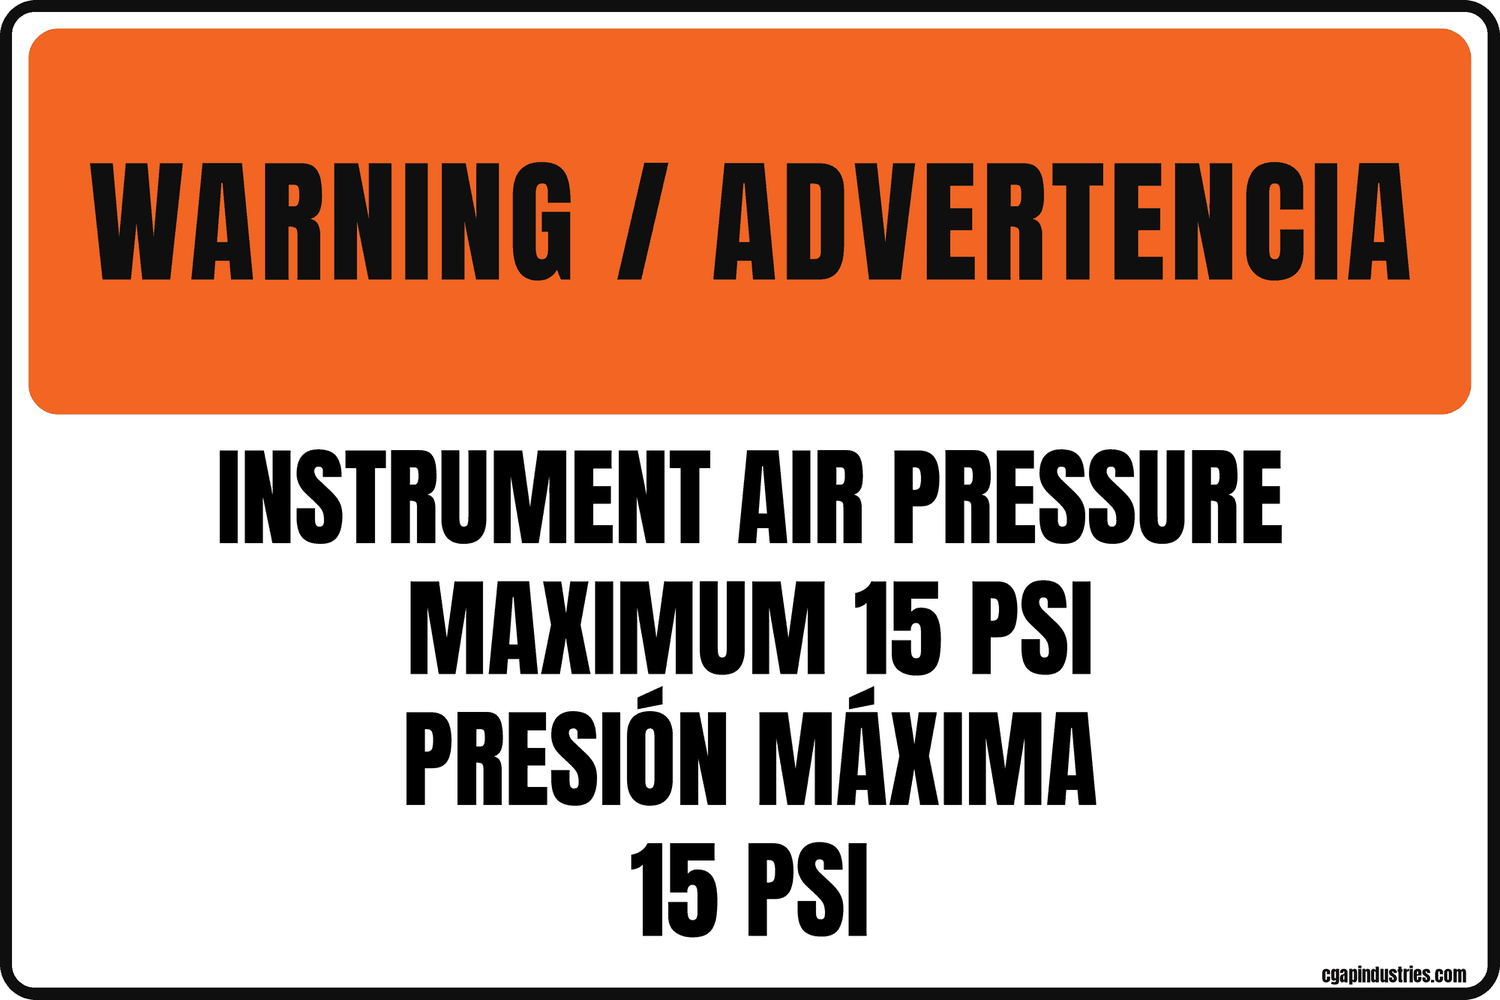 WARNING / ADVERTENCIA
INSTRUMENT AIR PRESSURE
MAXIMUM 15 PSI
PRESIÓN MÁXIMA
15 PSI
cgapindustries.com